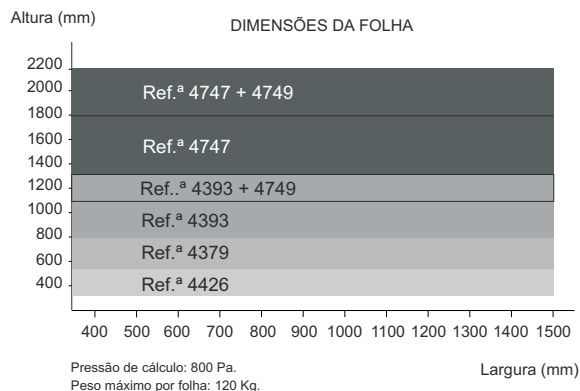 Altura (mm)
DIMENSÕES DA FOLHA
2200
2000
1800
1600
1400
1200
1000
800
600
400
Ref.ª 4747 + 4749
Ref.ª 4747
Ref..ª 4393 + 4749
Ref.ª 4393
Ref.ª 4379
Ref.ª 4426
400 500 600 700 800 900 1000 1100 1200 1300 1400 1500
Largura (mm)
Pressão de cálculo: 800 Pa.
Peso máximo por folha: 120 Kg.